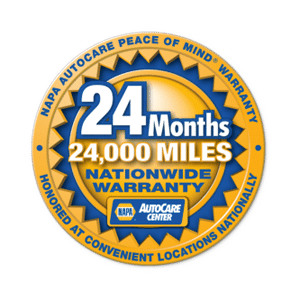 NAPA AUTOCARE PEACE OF MIND® WARRANTY
24 Months
24,000 MILES
NATIONWIDE
WARRANTY
NAPA AUTOCARE
CENTER
HONORED AT CONVENIENT LOCATIONS NATIONALLY